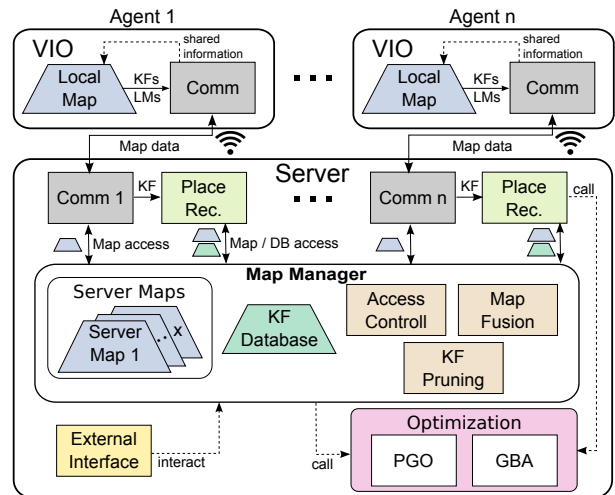 Agent 1
Agent n
VIO
shared
information
Local
Map
KFs
LMs
Comm
VIO
shared
information
Local
Map
KFs
LMs
Comm
Map data
Map data
Server
Comm 1
KF
Place
Rec.
Comm n
KF
Place
Rec.
call
Map access
Map / DB access
Map Manager
Server Maps
Server
Map 1
x
KF
Database
Access
Controll
Map
Fusion
KF
Pruning
External
Interface
interact
call
Optimization
PGO
GBA